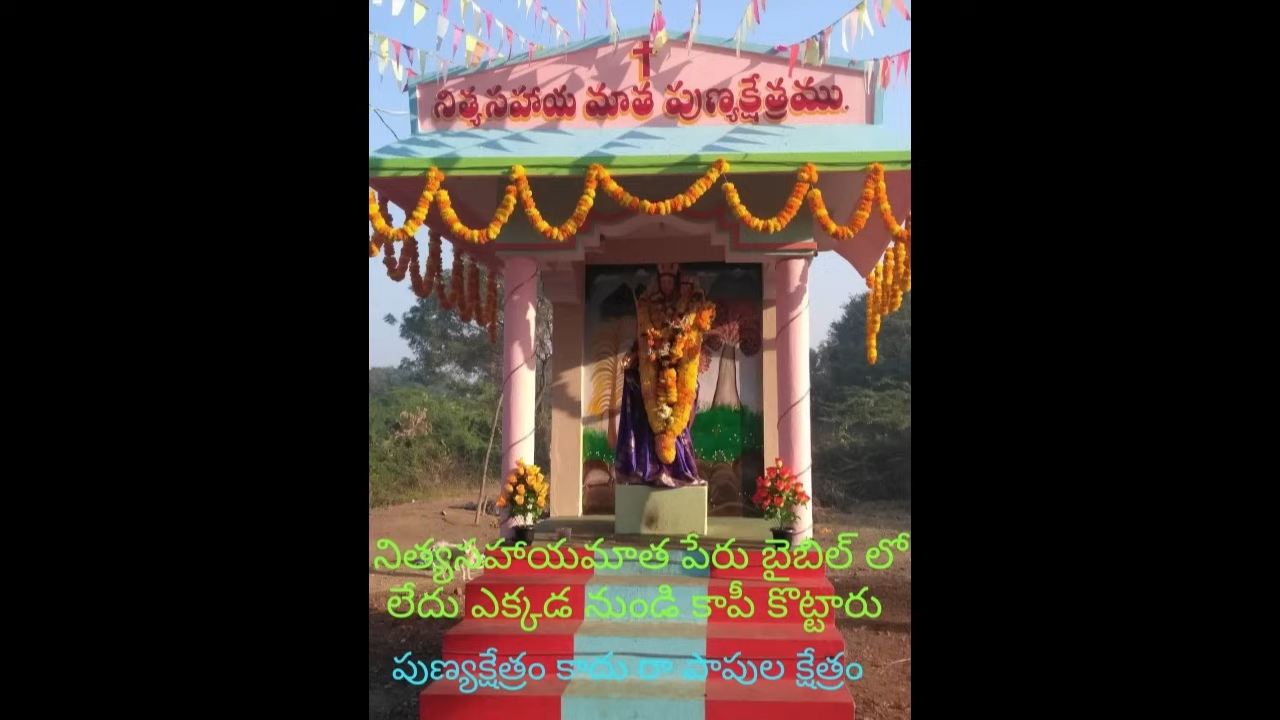 నిత్యసహాయ మాత పుణ్యక్షేత్రము.
నిత్యసహాయమాత పేరు బైబిల్ లో
లేదు ఎక్కడ నుండి కాపీ కొట్టారు
పుణ్యక్షేత్రం కాదు రా పాపుల క్షేత్రం